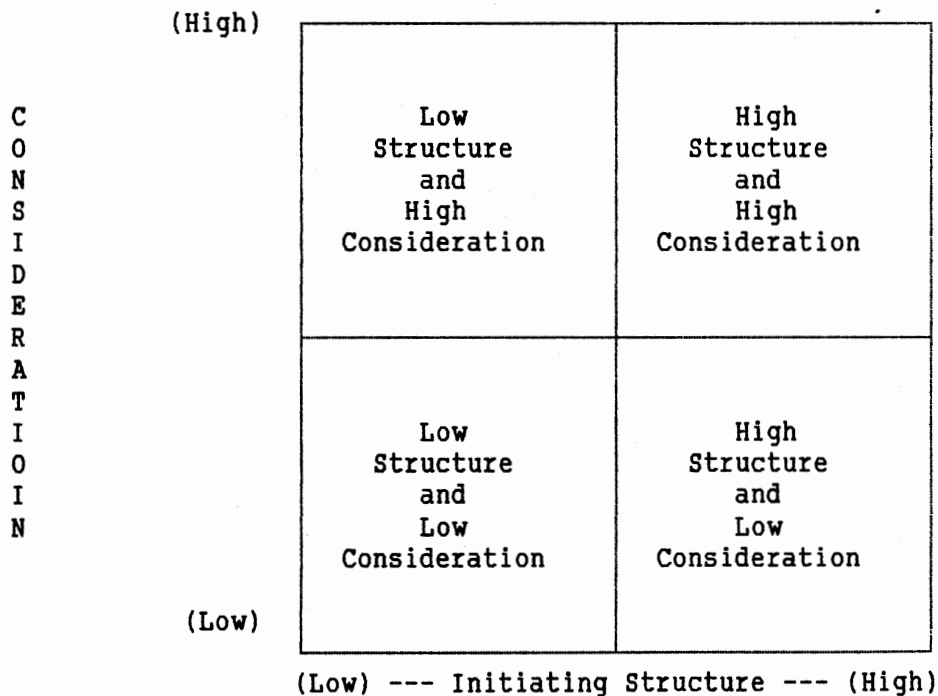 (High)
CONSIDERATIOIN
Low
Structure
and
High
Consideration
High
Structure
and
High
Consideration
Low
Structure
and
Low
Consideration
High
Structure
and
Low
Consideration
(Low)
(Low) --- Initiating Structure --- (High)